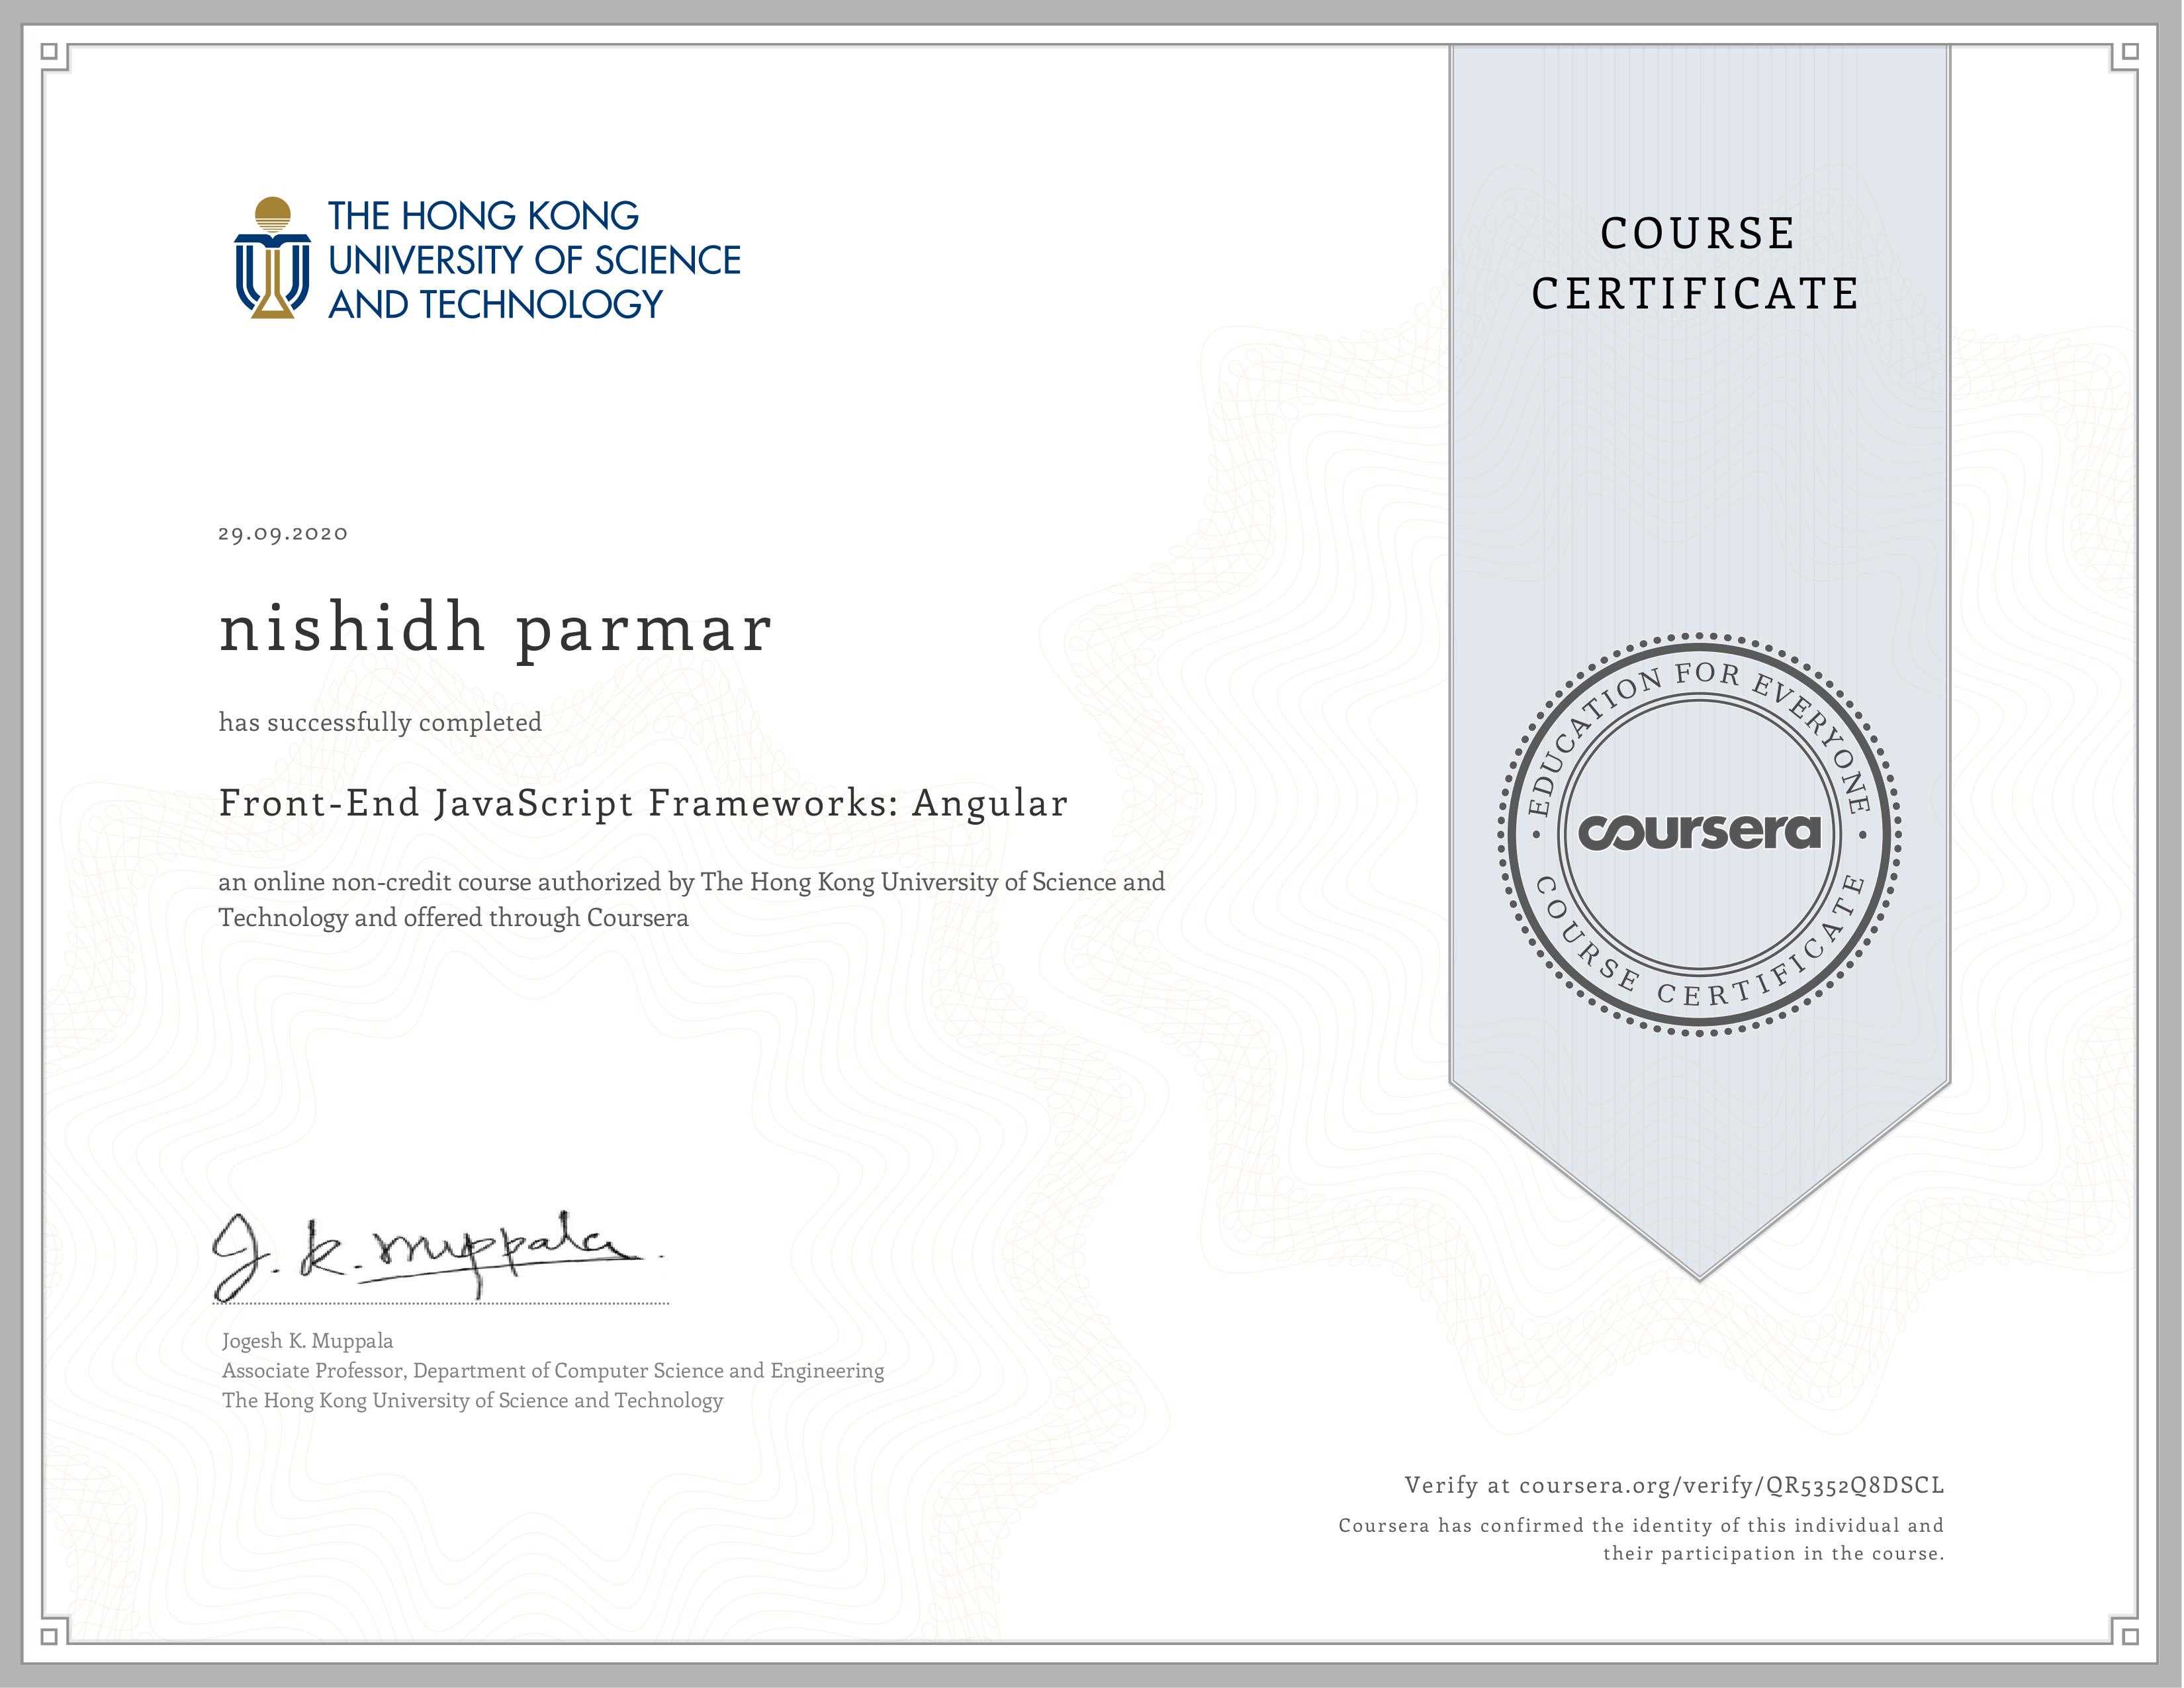 THE HONG KONG
UNIVERSITY OF SCIENCE
AND TECHNOLOGY
COURSE
CERTIFICATE
29.09.2020
nishidh parmar
has successfully completed
Front-End JavaScript Frameworks: Angular
an online non-credit course authorized by The Hong Kong University of Science and
Technology and offered through Coursera
EDUCATION FOR EVERYONE
coursera
COURSE CERTIFICATE
J. K. Muppala
Jogesh K. Muppala
Associate Professor, Department of Computer Science and Engineering
The Hong Kong University of Science and Technology
Verify at coursera.org/verify/QR5352Q8DSCL
Coursera has confirmed the identity of this individual and
their participation in the course.